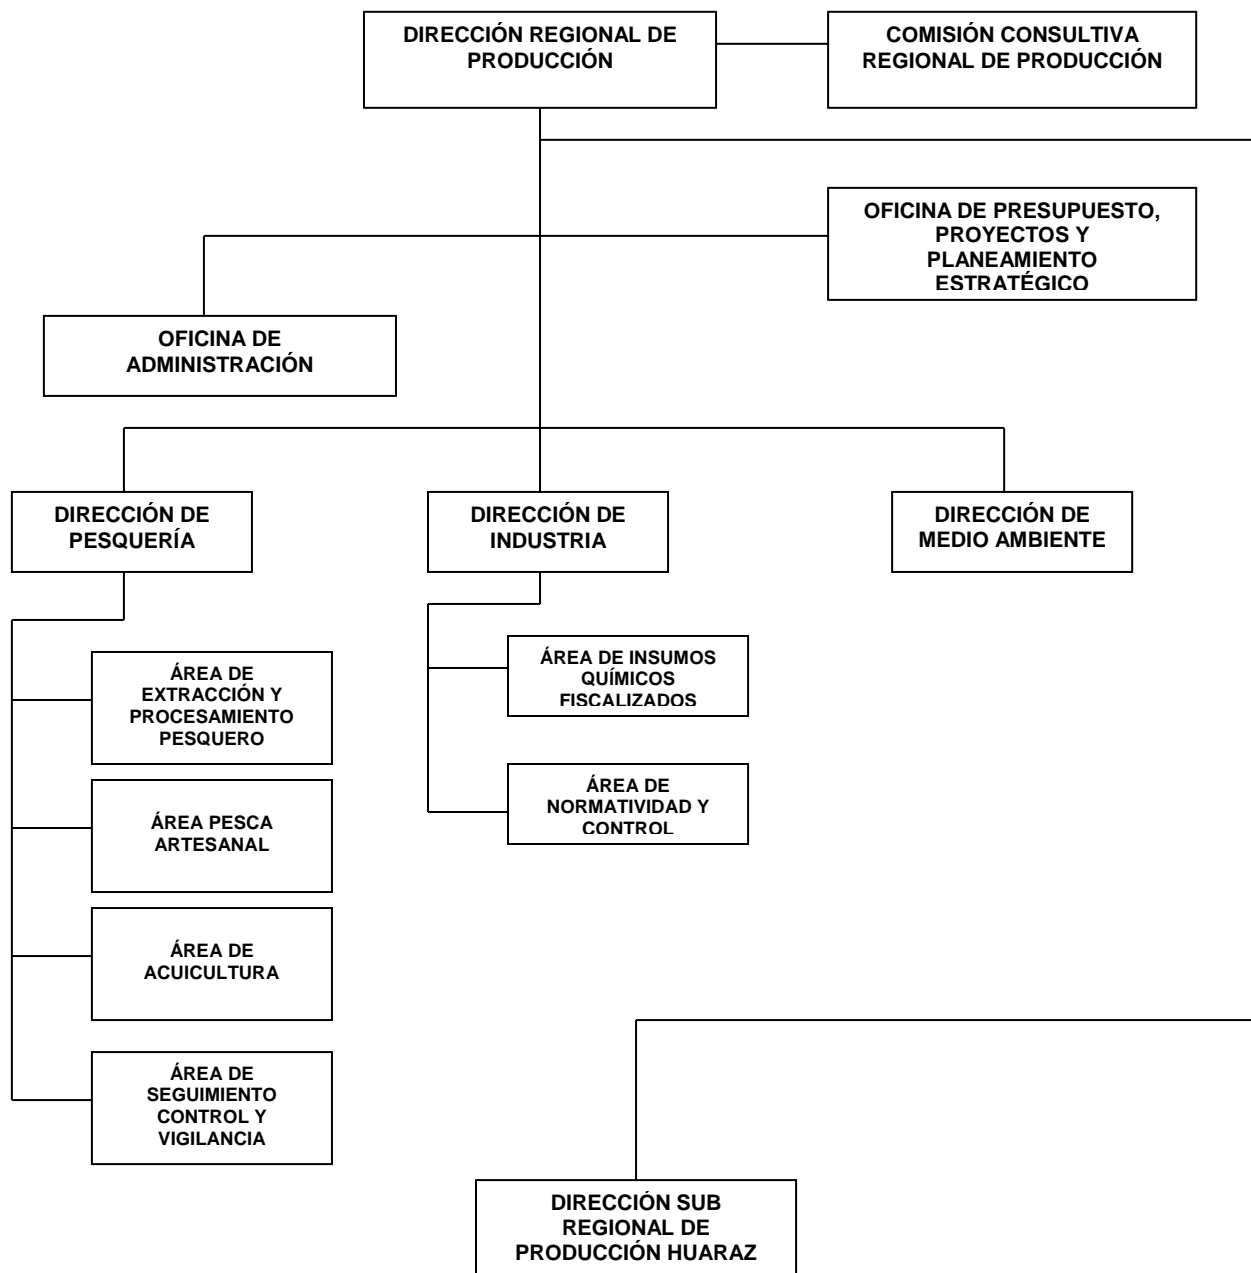 DIRECCIÓN REGIONAL DE
PRODUCCIÓN
COMISIÓN CONSULTIVA
REGIONAL DE PRODUCCIÓN
OFICINA DE PRESUPUESTO,
PROYECTOS Y
PLANEAMIENTO
ESTRATÉGICO
OFICINA DE
ADMINISTRACIÓN
DIRECCIÓN DE
PESQUERÍA
DIRECCIÓN DE
INDUSTRIA
DIRECCIÓN DE
MEDIO AMBIENTE
ÁREA DE
EXTRACCIÓN Y
PROCESAMIENTO
PESQUERO
ÁREA PESCA
ARTESANAL
ÁREA DE
ACUICULTURA
ÁREA DE
SEGUIMIENTO
CONTROL Y
VIGILANCIA
ÁREA DE INSUMOS
QUÍMICOS
FISCALIZADOS
ÁREA DE
NORMATIVIDAD Y
CONTROL
DIRECCIÓN SUB
REGIONAL DE
PRODUCCIÓN HUARAZ